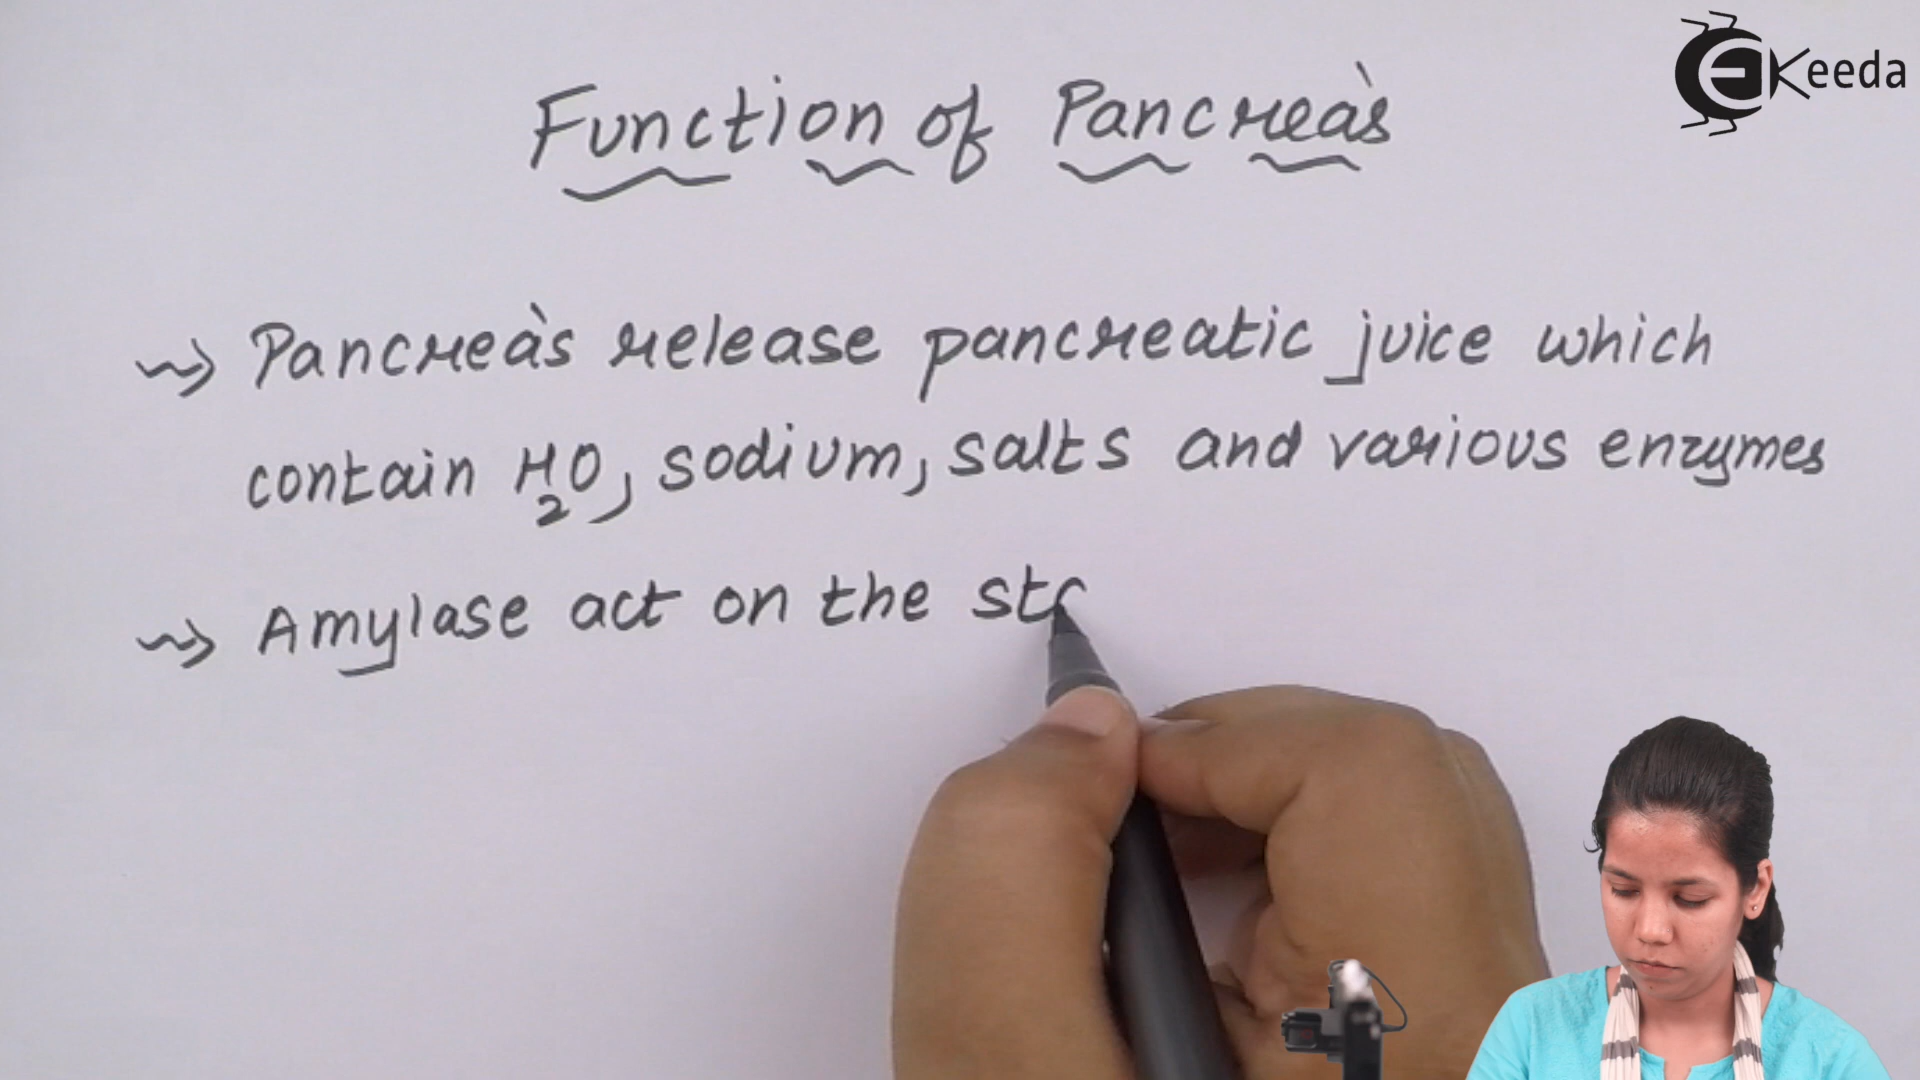 EKeeda
Function of Pancreas
Pancreas release pancreatic juice which
contain H₂O, sodium, salts and various enzymes
Amylase act on the